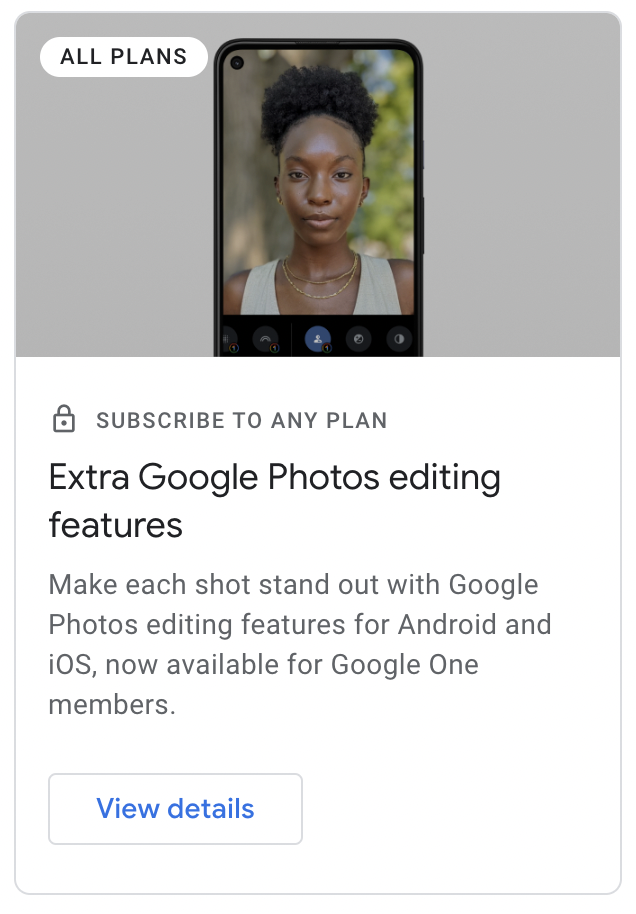 ALL PLANS
SUBSCRIBE TO ANY PLAN
Extra Google Photos editing
features
Make each shot stand out with Google
Photos editing features for Android and
iOS, now available for Google One
members.
View details